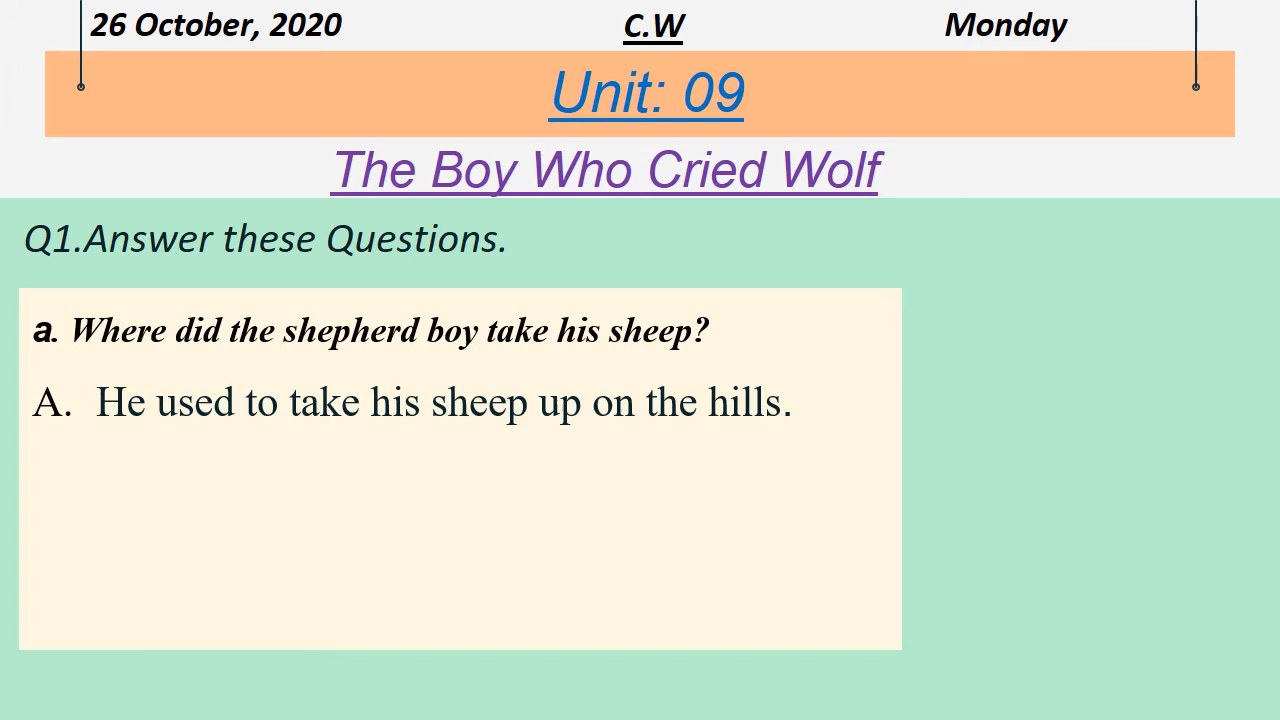 26 October, 2020 C.W Monday
Unit: 09
The Boy Who Cried Wolf
Q1.Answer these Questions.
a. Where did the shepherd boy take his sheep?
A. He used to take his sheep up on the hills.